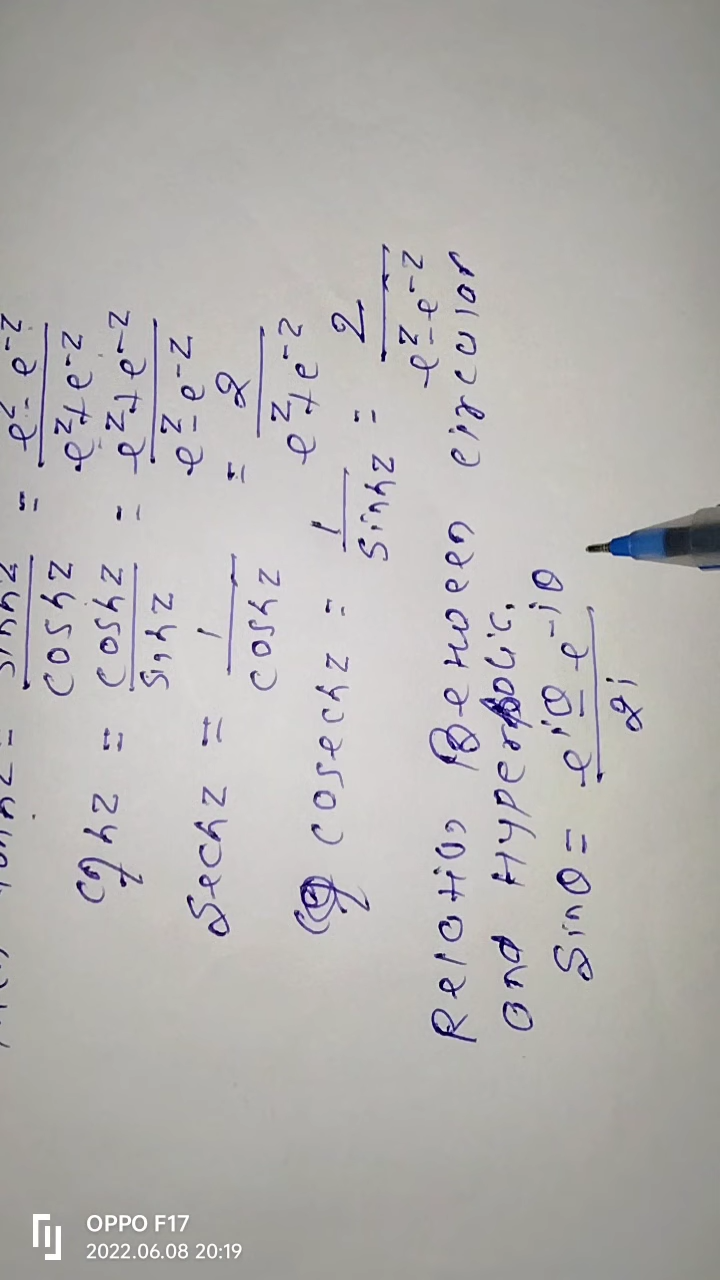 tanhz = sinhz / coshz = e^z - e^-z / e^z + e^-z
cothz = coshz / sinhz = e^z + e^-z / e^z - e^-z
Sechz = 1 / coshz = 2 / e^z + e^-z
cosechz = 1 / sinhz = 2 / e^z - e^-z
Relation Between circular
and Hyperbolic.
Sinθ = e^iθ - e^-iθ / 2i
OPPO F17
2022.06.08 20:19